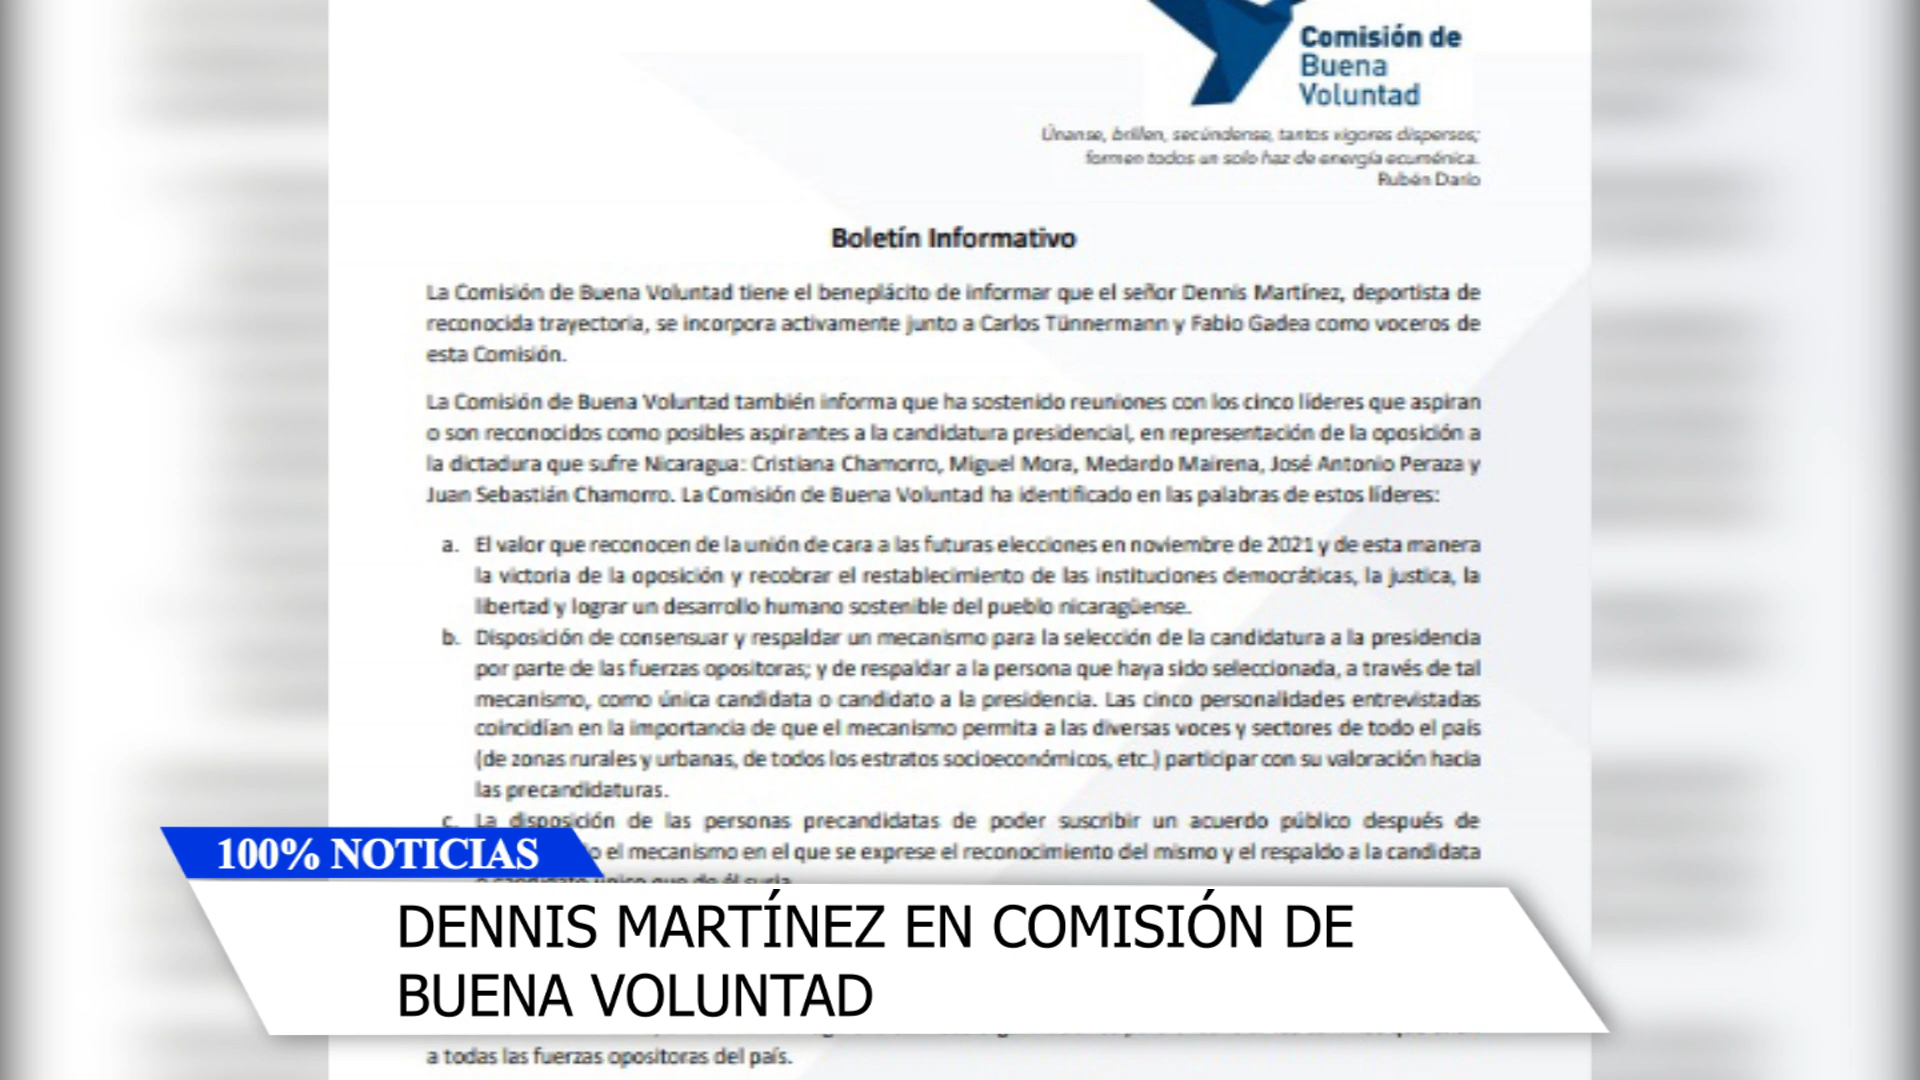 Comisión de
Buena
Voluntad
Únanse, brillen, secúndense, tantos vigores dispersos;
formen todos un solo haz de energía ecuménica.
Rubén Darío
Boletín Informativo
La Comisión de Buena Voluntad tiene el beneplácito de informar que el señor Dennis Martínez, deportista de
reconocida trayectoria, se incorpora activamente junto a Carlos Tünnermann y Fabio Gadea como voceros de
esta Comisión.
La Comisión de Buena Voluntad también informa que ha sostenido reuniones con los cinco líderes que aspiran
o son reconocidos como posibles aspirantes a la candidatura presidencial, en representación de la oposición a
la dictadura que sufre Nicaragua: Cristiana Chamorro, Miguel Mora, Medardo Mairena, José Antonio Peraza y
Juan Sebastián Chamorro. La Comisión de Buena Voluntad ha identificado en las palabras de estos líderes:
a. El valor que reconocen de la unión de cara a las futuras elecciones en noviembre de 2021 y de esta manera
la victoria de la oposición y recobrar el restablecimiento de las instituciones democráticas, la justica, la
libertad y lograr un desarrollo humano sostenible del pueblo nicaragüense.
b. Disposición de consensuar y respaldar un mecanismo para la selección de la candidatura a la presidencia
por parte de las fuerzas opositoras; y de respaldar a la persona que haya sido seleccionada, a través de tal
mecanismo, como única candidata o candidato a la presidencia. Las cinco personalidades entrevistadas
coincidían en la importancia de que el mecanismo permita a las diversas voces y sectores de todo el país
(de zonas rurales y urbanas, de todos los estratos socioeconómicos, etc.) participar con su valoración hacia
las precandidaturas.
c. La disposición de las personas precandidatas de poder suscribir un acuerdo público después de
el mecanismo en el que se exprese el reconocimiento del mismo y el respaldo a la candidata
100% NOTICIAS
DENNIS MARTÍNEZ EN COMISIÓN DE
BUENA VOLUNTAD
a todas las fuerzas opositoras del país.